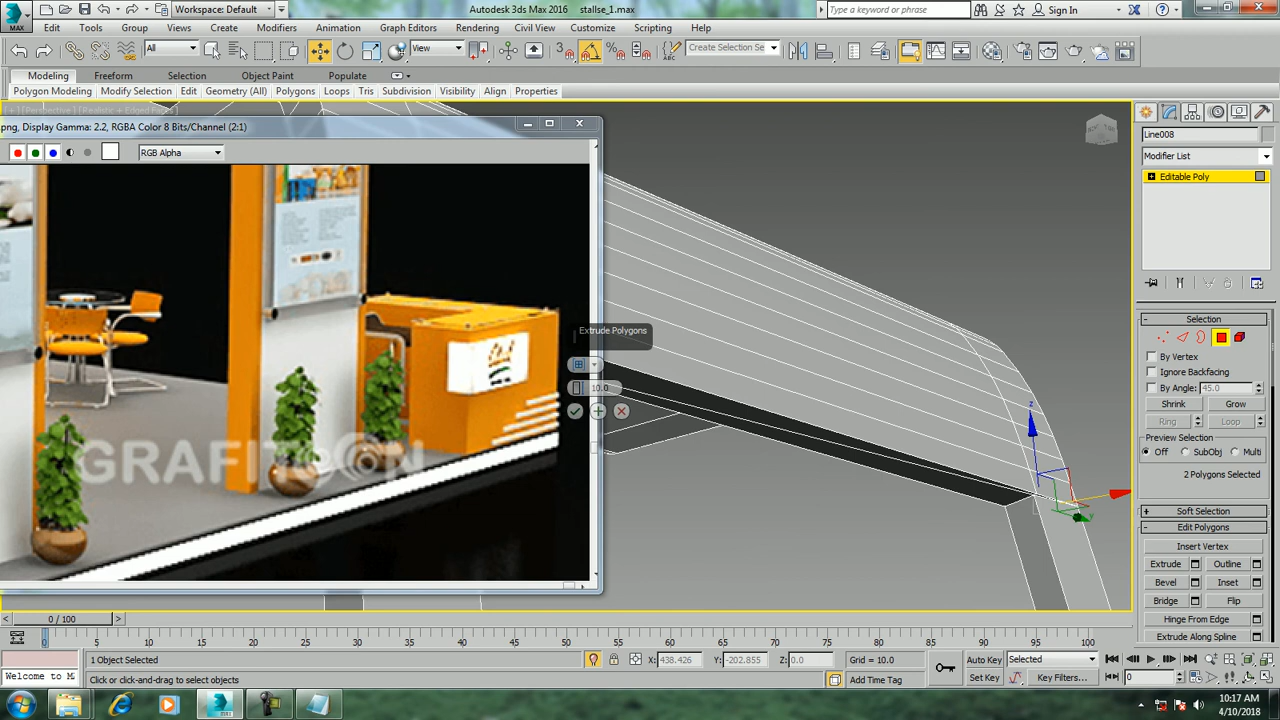 MAX
Workspace: Default
Autodesk 3ds Max 2016 stallse_1.max
Type a keyword or phrase
Sign In
Edit Tools Group Views Create Modifiers Animation Graph Editors Rendering Civil View Customize Scripting Help
All View Create Selection Se
Modeling Freeform Selection Object Paint Populate
Polygon Modeling Modify Selection Edit Geometry (All) Polygons Loops Tris Subdivision Visibility Align Properties
[+] [Perspective] [Realistic + Edged Faces]
png, Display Gamma: 2.2, RGBA Color 8 Bits/Channel (2:1)
RGB Alpha
GRAFITOON
Extrude Polygons
10.0
z
y
Line008
Modifier List
Editable Poly
Selection
By Vertex
Ignore Backfacing
By Angle: 45.0
Shrink Grow
Ring Loop
Preview Selection
Off SubObj Multi
2 Polygons Selected
Soft Selection
Edit Polygons
Insert Vertex
Extrude Outline
Bevel Inset
Bridge Flip
Hinge From Edge
Extrude Along Spline
0 / 100
0 5 10 15 20 25 30 35 40 45 50 55 60 65 70 75 80 85 90 95 100
1 Object Selected X: 438.426 Y: -202.855 Z: 0.0 Grid = 10.0 Auto Key Selected
Welcome to M Click or click-and-drag to select objects Add Time Tag Set Key Key Filters... 0
10:17 AM
4/10/2018